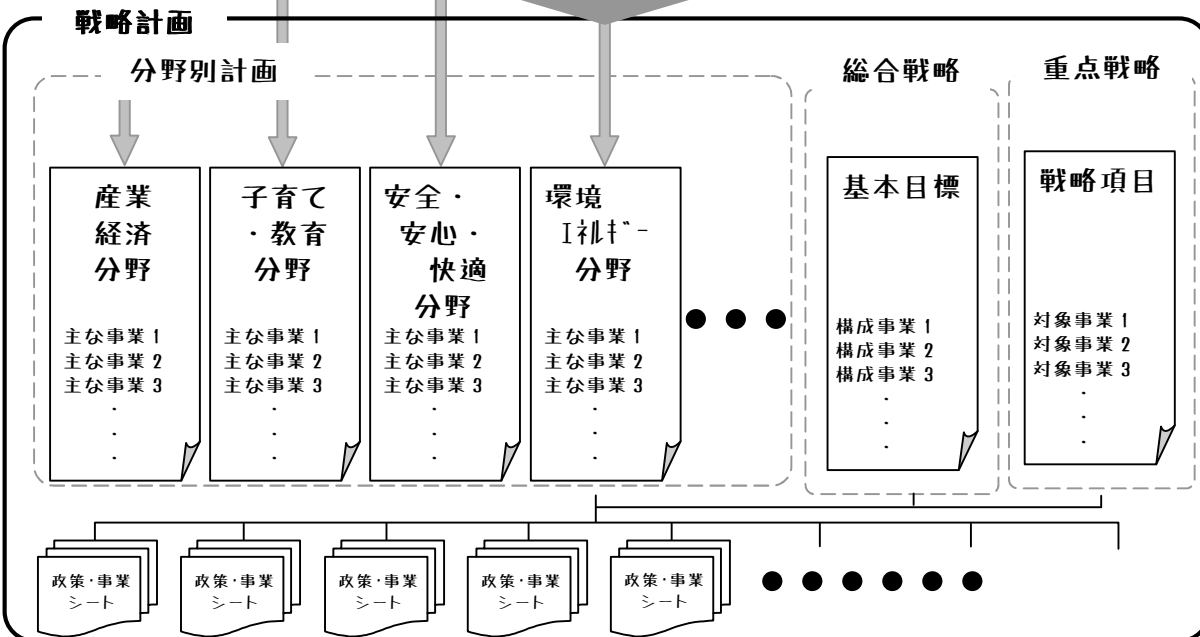 戦略計画
分野別計画
総合戦略
重点戦略
産業
経済
分野
主な事業 1
主な事業 2
主な事業 3
・
・
・
子育て
・教育
分野
主な事業 1
主な事業 2
主な事業 3
・
・
・
安全・
安心・
快適
分野
主な事業 1
主な事業 2
主な事業 3
・
・
・
環境
ｴﾈﾙｷﾞｰ
分野
主な事業 1
主な事業 2
主な事業 3
・
・
・
●●●
基本目標
構成事業 1
構成事業 2
構成事業 3
・
・
・
戦略項目
対象事業 1
対象事業 2
対象事業 3
・
・
・
政策・事業
シート
政策・事業
シート
政策・事業
シート
政策・事業
シート
政策・事業
シート
●●●●●●